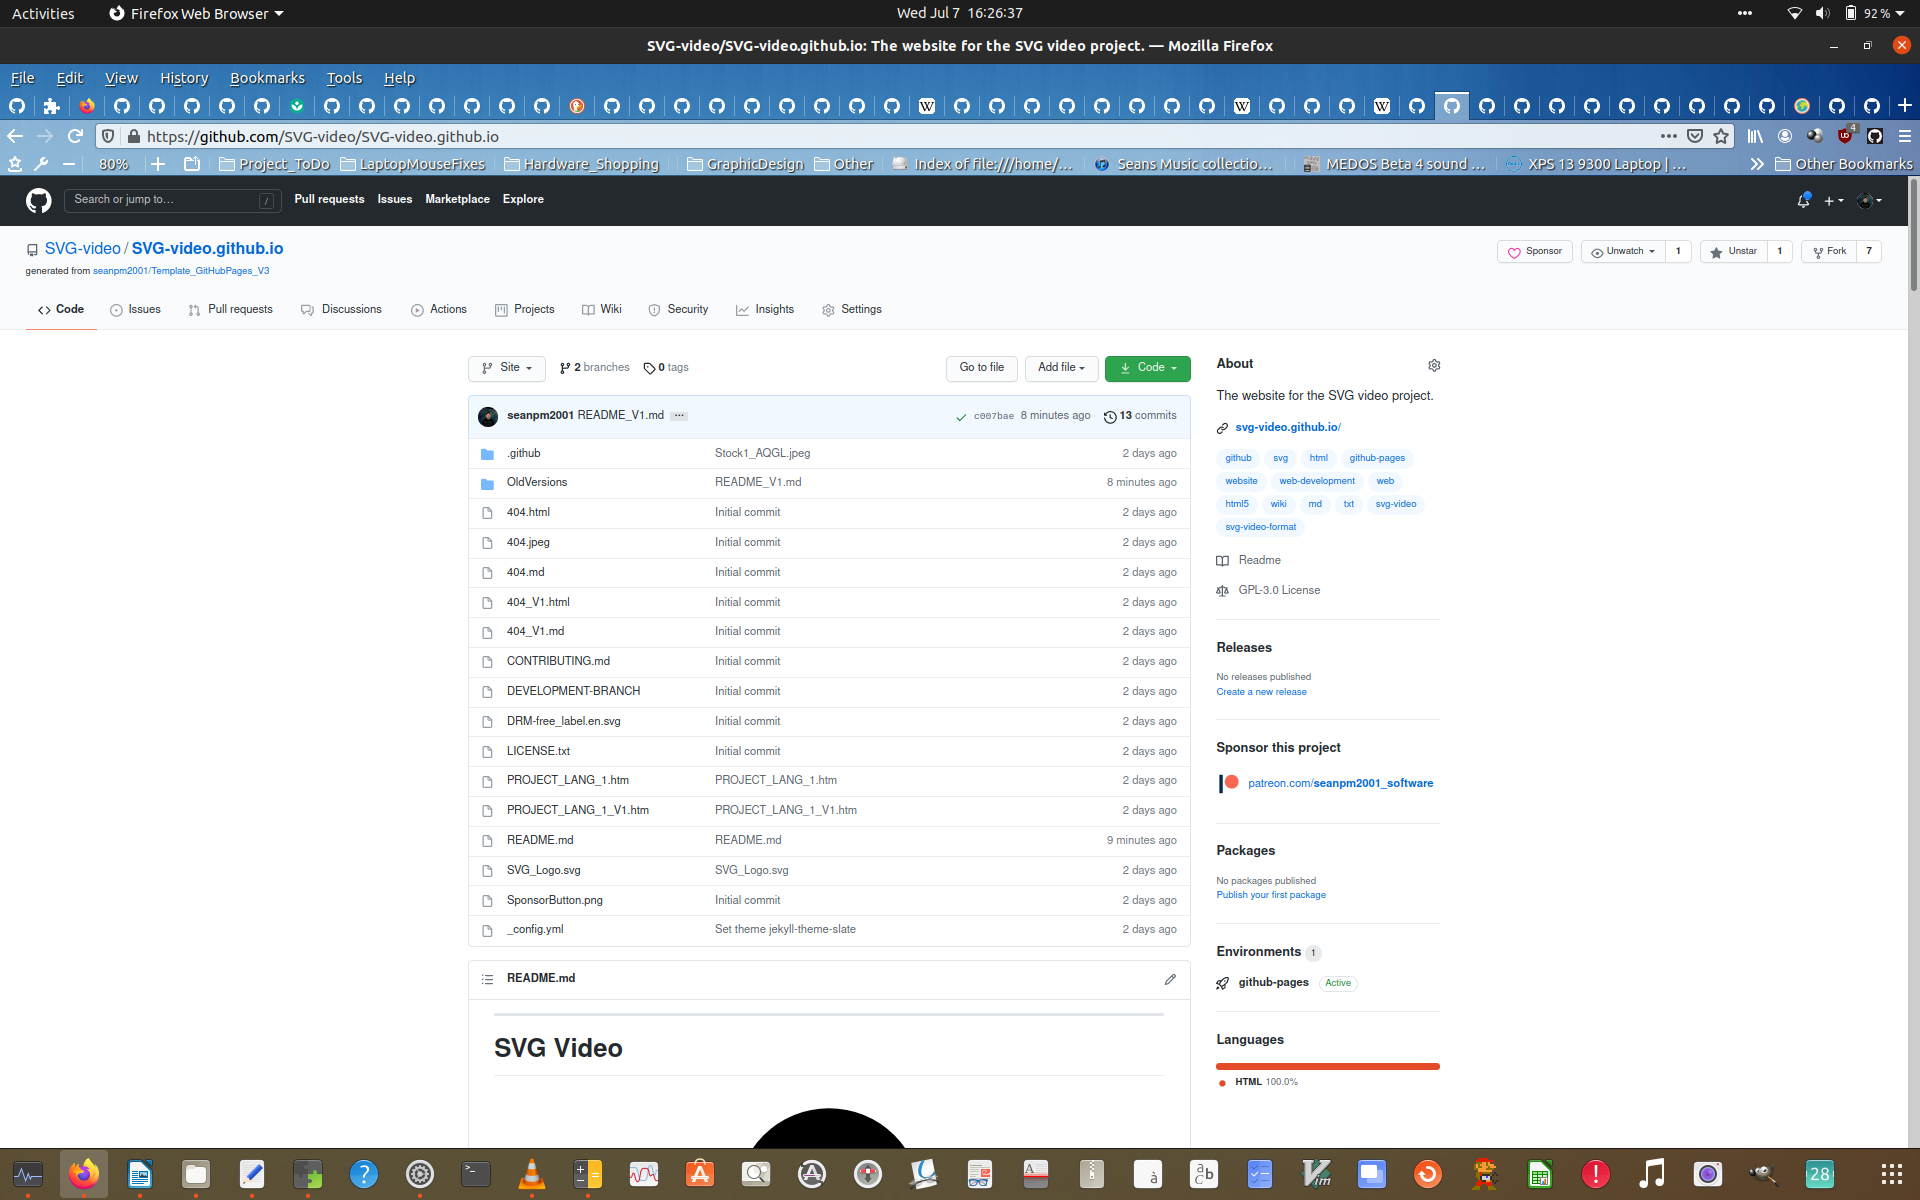 Activities Firefox Web Browser Wed Jul 7 16:26:37 92 %
SVG-video/SVG-video.github.io: The website for the SVG video project. — Mozilla Firefox
File Edit View History Bookmarks Tools Help
https://github.com/SVG-video/SVG-video.github.io 4
80% Project_ToDo LaptopMouseFixes Hardware_Shopping GraphicDesign Other Index of file:///home/... Seans Music collectio... MEDOS Beta 4 sound ... XPS 13 9300 Laptop | ... Other Bookmarks
Search or jump to... / Pull requests Issues Marketplace Explore
SVG-video / SVG-video.github.io Sponsor Unwatch 1 Unstar 1 Fork 7
generated from seanpm2001/Template_GitHubPages_V3
Code Issues Pull requests Discussions Actions Projects Wiki Security Insights Settings
Site 2 branches 0 tags Go to file Add file Code
seanpm2001 README_V1.md ... c007bae 8 minutes ago 13 commits
.github Stock1_AQGL.jpeg 2 days ago
OldVersions README_V1.md 8 minutes ago
404.html Initial commit 2 days ago
404.jpeg Initial commit 2 days ago
404.md Initial commit 2 days ago
404_V1.html Initial commit 2 days ago
404_V1.md Initial commit 2 days ago
CONTRIBUTING.md Initial commit 2 days ago
DEVELOPMENT-BRANCH Initial commit 2 days ago
DRM-free_label.en.svg Initial commit 2 days ago
LICENSE.txt Initial commit 2 days ago
PROJECT_LANG_1.htm PROJECT_LANG_1.htm 2 days ago
PROJECT_LANG_1_V1.htm PROJECT_LANG_1_V1.htm 2 days ago
README.md README.md 9 minutes ago
SVG_Logo.svg SVG_Logo.svg 2 days ago
SponsorButton.png Initial commit 2 days ago
_config.yml Set theme jekyll-theme-slate 2 days ago
README.md
SVG Video
About
The website for the SVG video project.
svg-video.github.io/
github svg html github-pages
website web-development web
html5 wiki md txt svg-video
svg-video-format
Readme
GPL-3.0 License
Releases
No releases published
Create a new release
Sponsor this project
patreon.com/seanpm2001_software
Packages
No packages published
Publish your first package
Environments 1
github-pages Active
Languages
HTML 100.0%
28